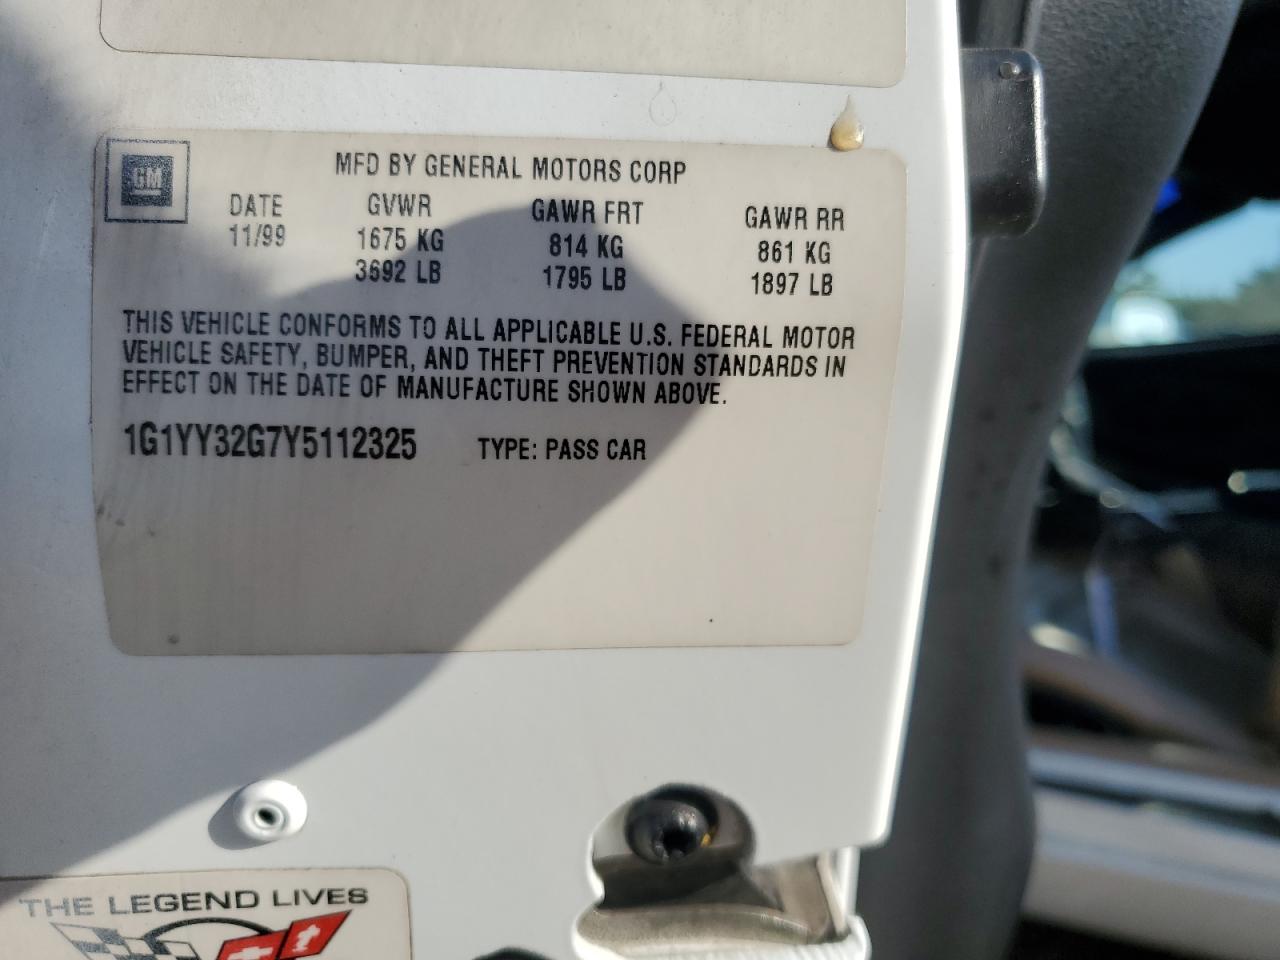 GM
MFD BY GENERAL MOTORS CORP
DATE GVWR GAWR FRT GAWR RR
11/99 1675 KG 814 KG 861 KG
3692 LB 1795 LB 1897 LB
THIS VEHICLE CONFORMS TO ALL APPLICABLE U.S. FEDERAL MOTOR
VEHICLE SAFETY, BUMPER, AND THEFT PREVENTION STANDARDS IN
EFFECT ON THE DATE OF MANUFACTURE SHOWN ABOVE.
1G1YY32G7Y5112325 TYPE: PASS CAR
THE LEGEND LIVES